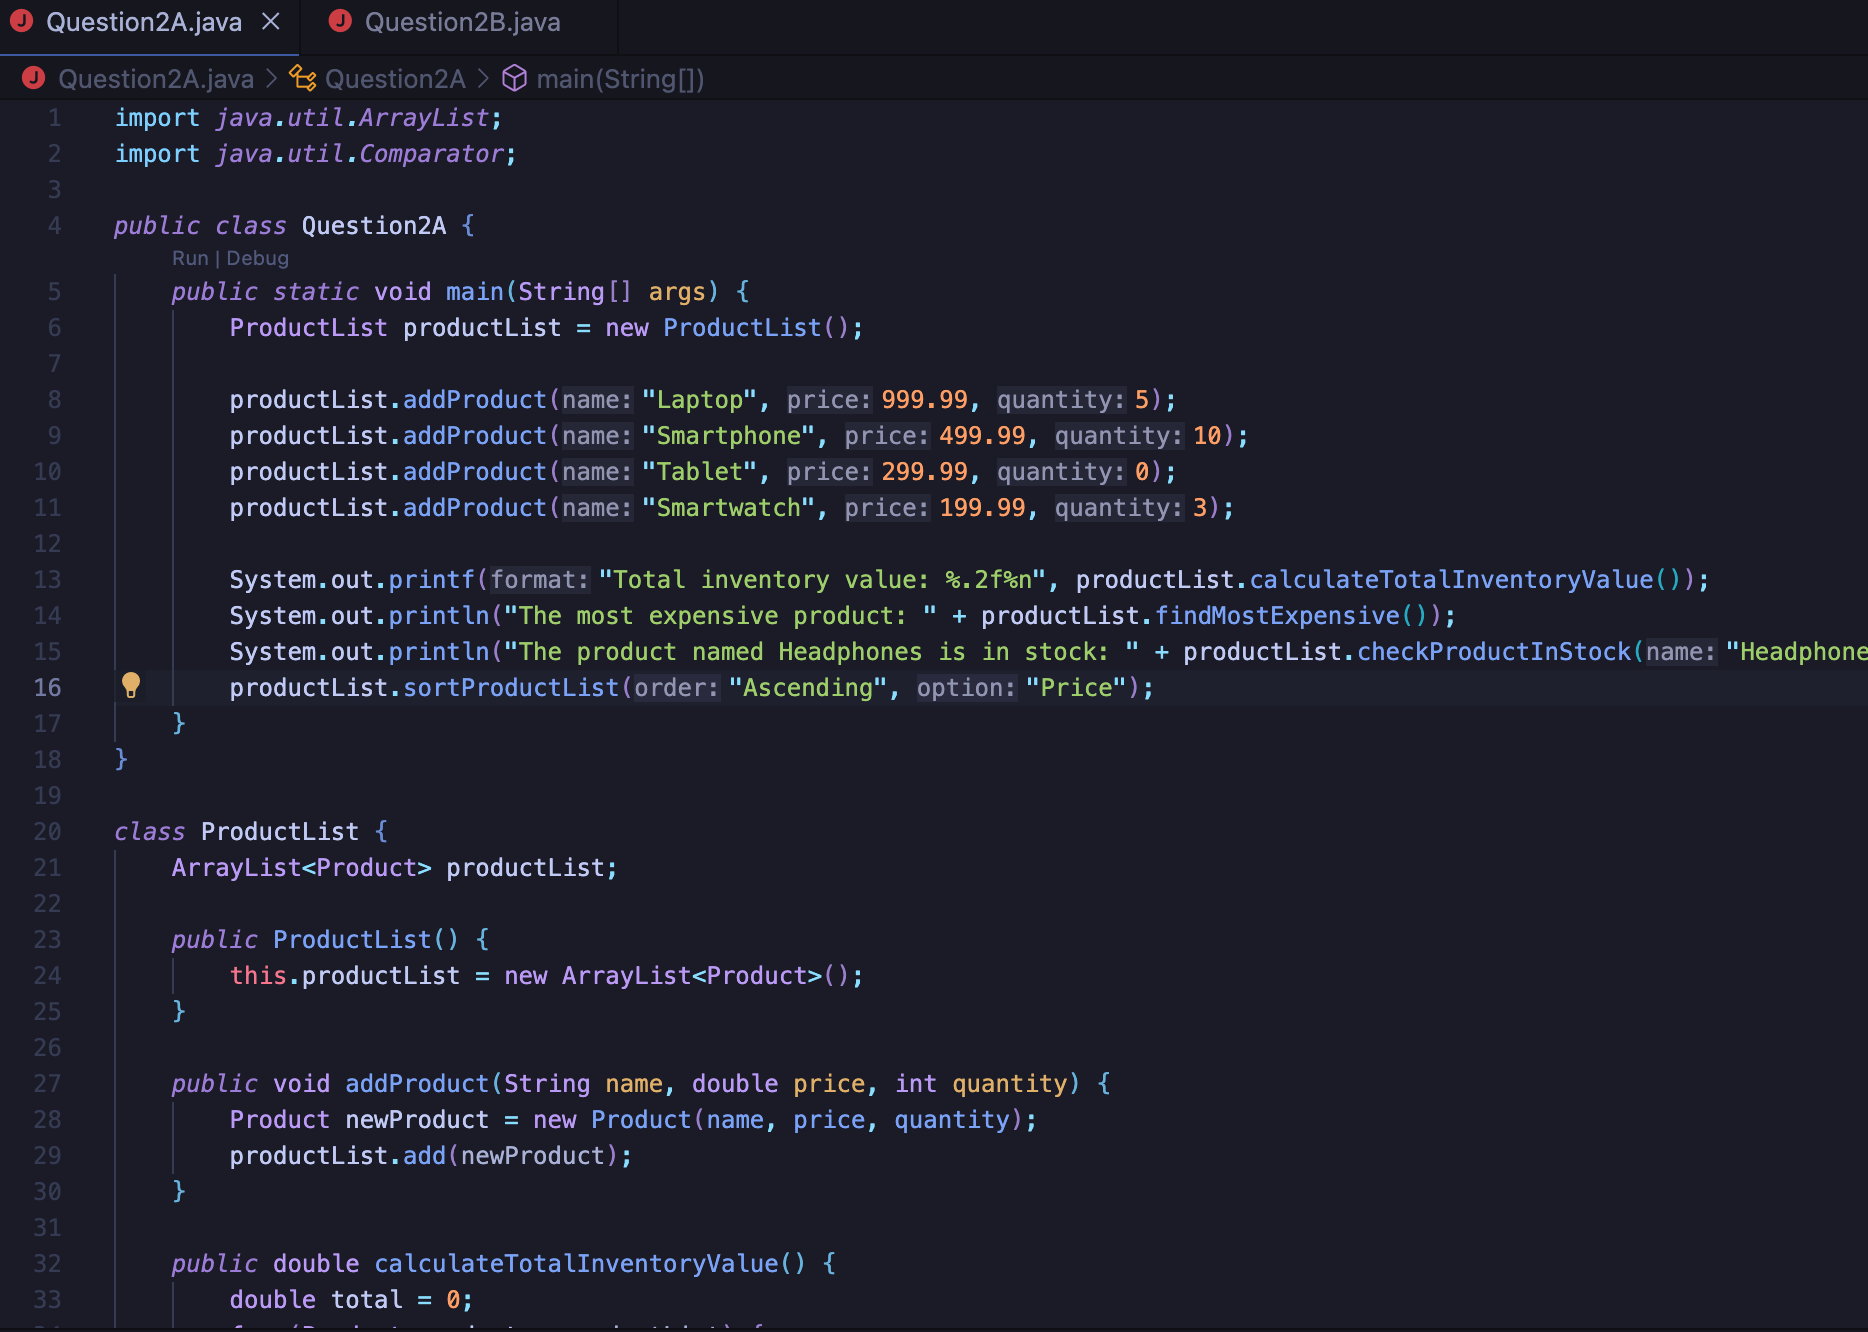 Question2A.java
Question2B.java
Question2A.java > Question2A > main(String[])
1 import java.util.ArrayList;
2 import java.util.Comparator;
3
4 public class Question2A {
Run | Debug
5 public static void main(String[] args) {
6 ProductList productList = new ProductList();
7
8 productList.addProduct(name: "Laptop", price: 999.99, quantity: 5);
9 productList.addProduct(name: "Smartphone", price: 499.99, quantity: 10);
10 productList.addProduct(name: "Tablet", price: 299.99, quantity: 0);
11 productList.addProduct(name: "Smartwatch", price: 199.99, quantity: 3);
12
13 System.out.printf(format: "Total inventory value: %.2f%n", productList.calculateTotalInventoryValue());
14 System.out.println("The most expensive product: " + productList.findMostExpensive());
15 System.out.println("The product named Headphones is in stock: " + productList.checkProductInStock(name: "Headphone
16 productList.sortProductList(order: "Ascending", option: "Price");
17 }
18 }
19
20 class ProductList {
21 ArrayList<Product> productList;
22
23 public ProductList() {
24 this.productList = new ArrayList<Product>();
25 }
26
27 public void addProduct(String name, double price, int quantity) {
28 Product newProduct = new Product(name, price, quantity);
29 productList.add(newProduct);
30 }
31
32 public double calculateTotalInventoryValue() {
33 double total = 0;